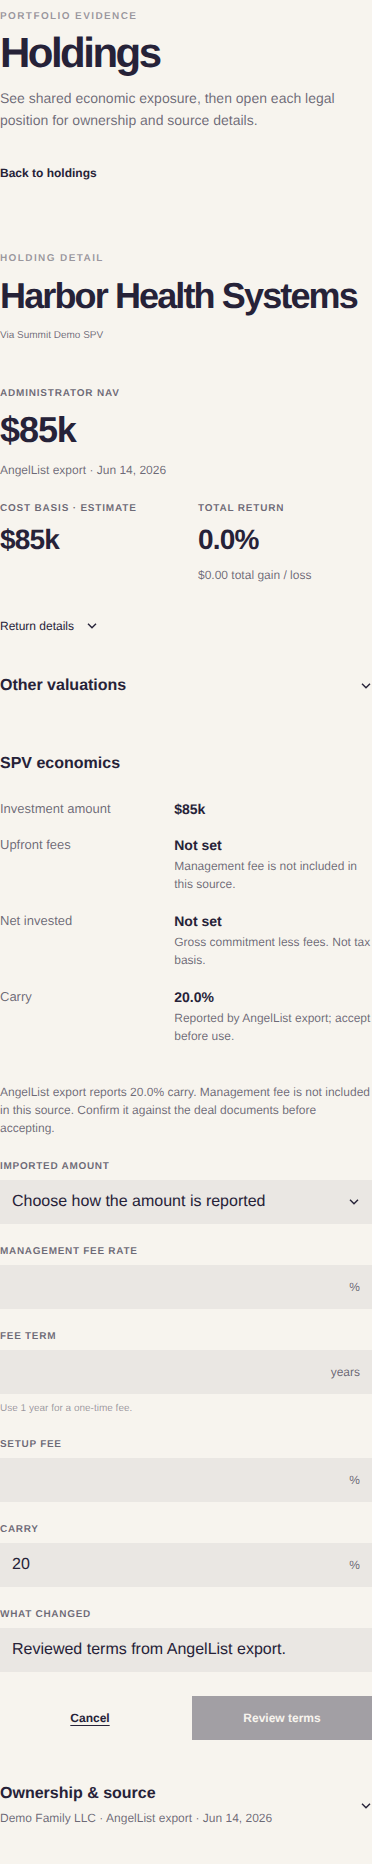 PORTFOLIO EVIDENCE
Holdings
See shared economic exposure, then open each legal
position for ownership and source details.
Back to holdings
HOLDING DETAIL
Harbor Health Systems
Via Summit Demo SPV
ADMINISTRATOR NAV
$85k
AngelList export · Jun 14, 2026
COST BASIS · ESTIMATE
$85k
TOTAL RETURN
0.0%
$0.00 total gain / loss
Return details
Other valuations
SPV economics
Investment amount
$85k
Upfront fees
Not set
Management fee is not included in
this source.
Net invested
Not set
Gross commitment less fees. Not tax
basis.
Carry
20.0%
Reported by AngelList export; accept
before use.
AngelList export reports 20.0% carry. Management fee is not included
in this source. Confirm it against the deal documents before
accepting.
IMPORTED AMOUNT
Choose how the amount is reported
MANAGEMENT FEE RATE
%
FEE TERM
years
Use 1 year for a one-time fee.
SETUP FEE
%
CARRY
20 %
WHAT CHANGED
Reviewed terms from AngelList export.
Cancel Review terms
Ownership & source
Demo Family LLC · AngelList export · Jun 14, 2026